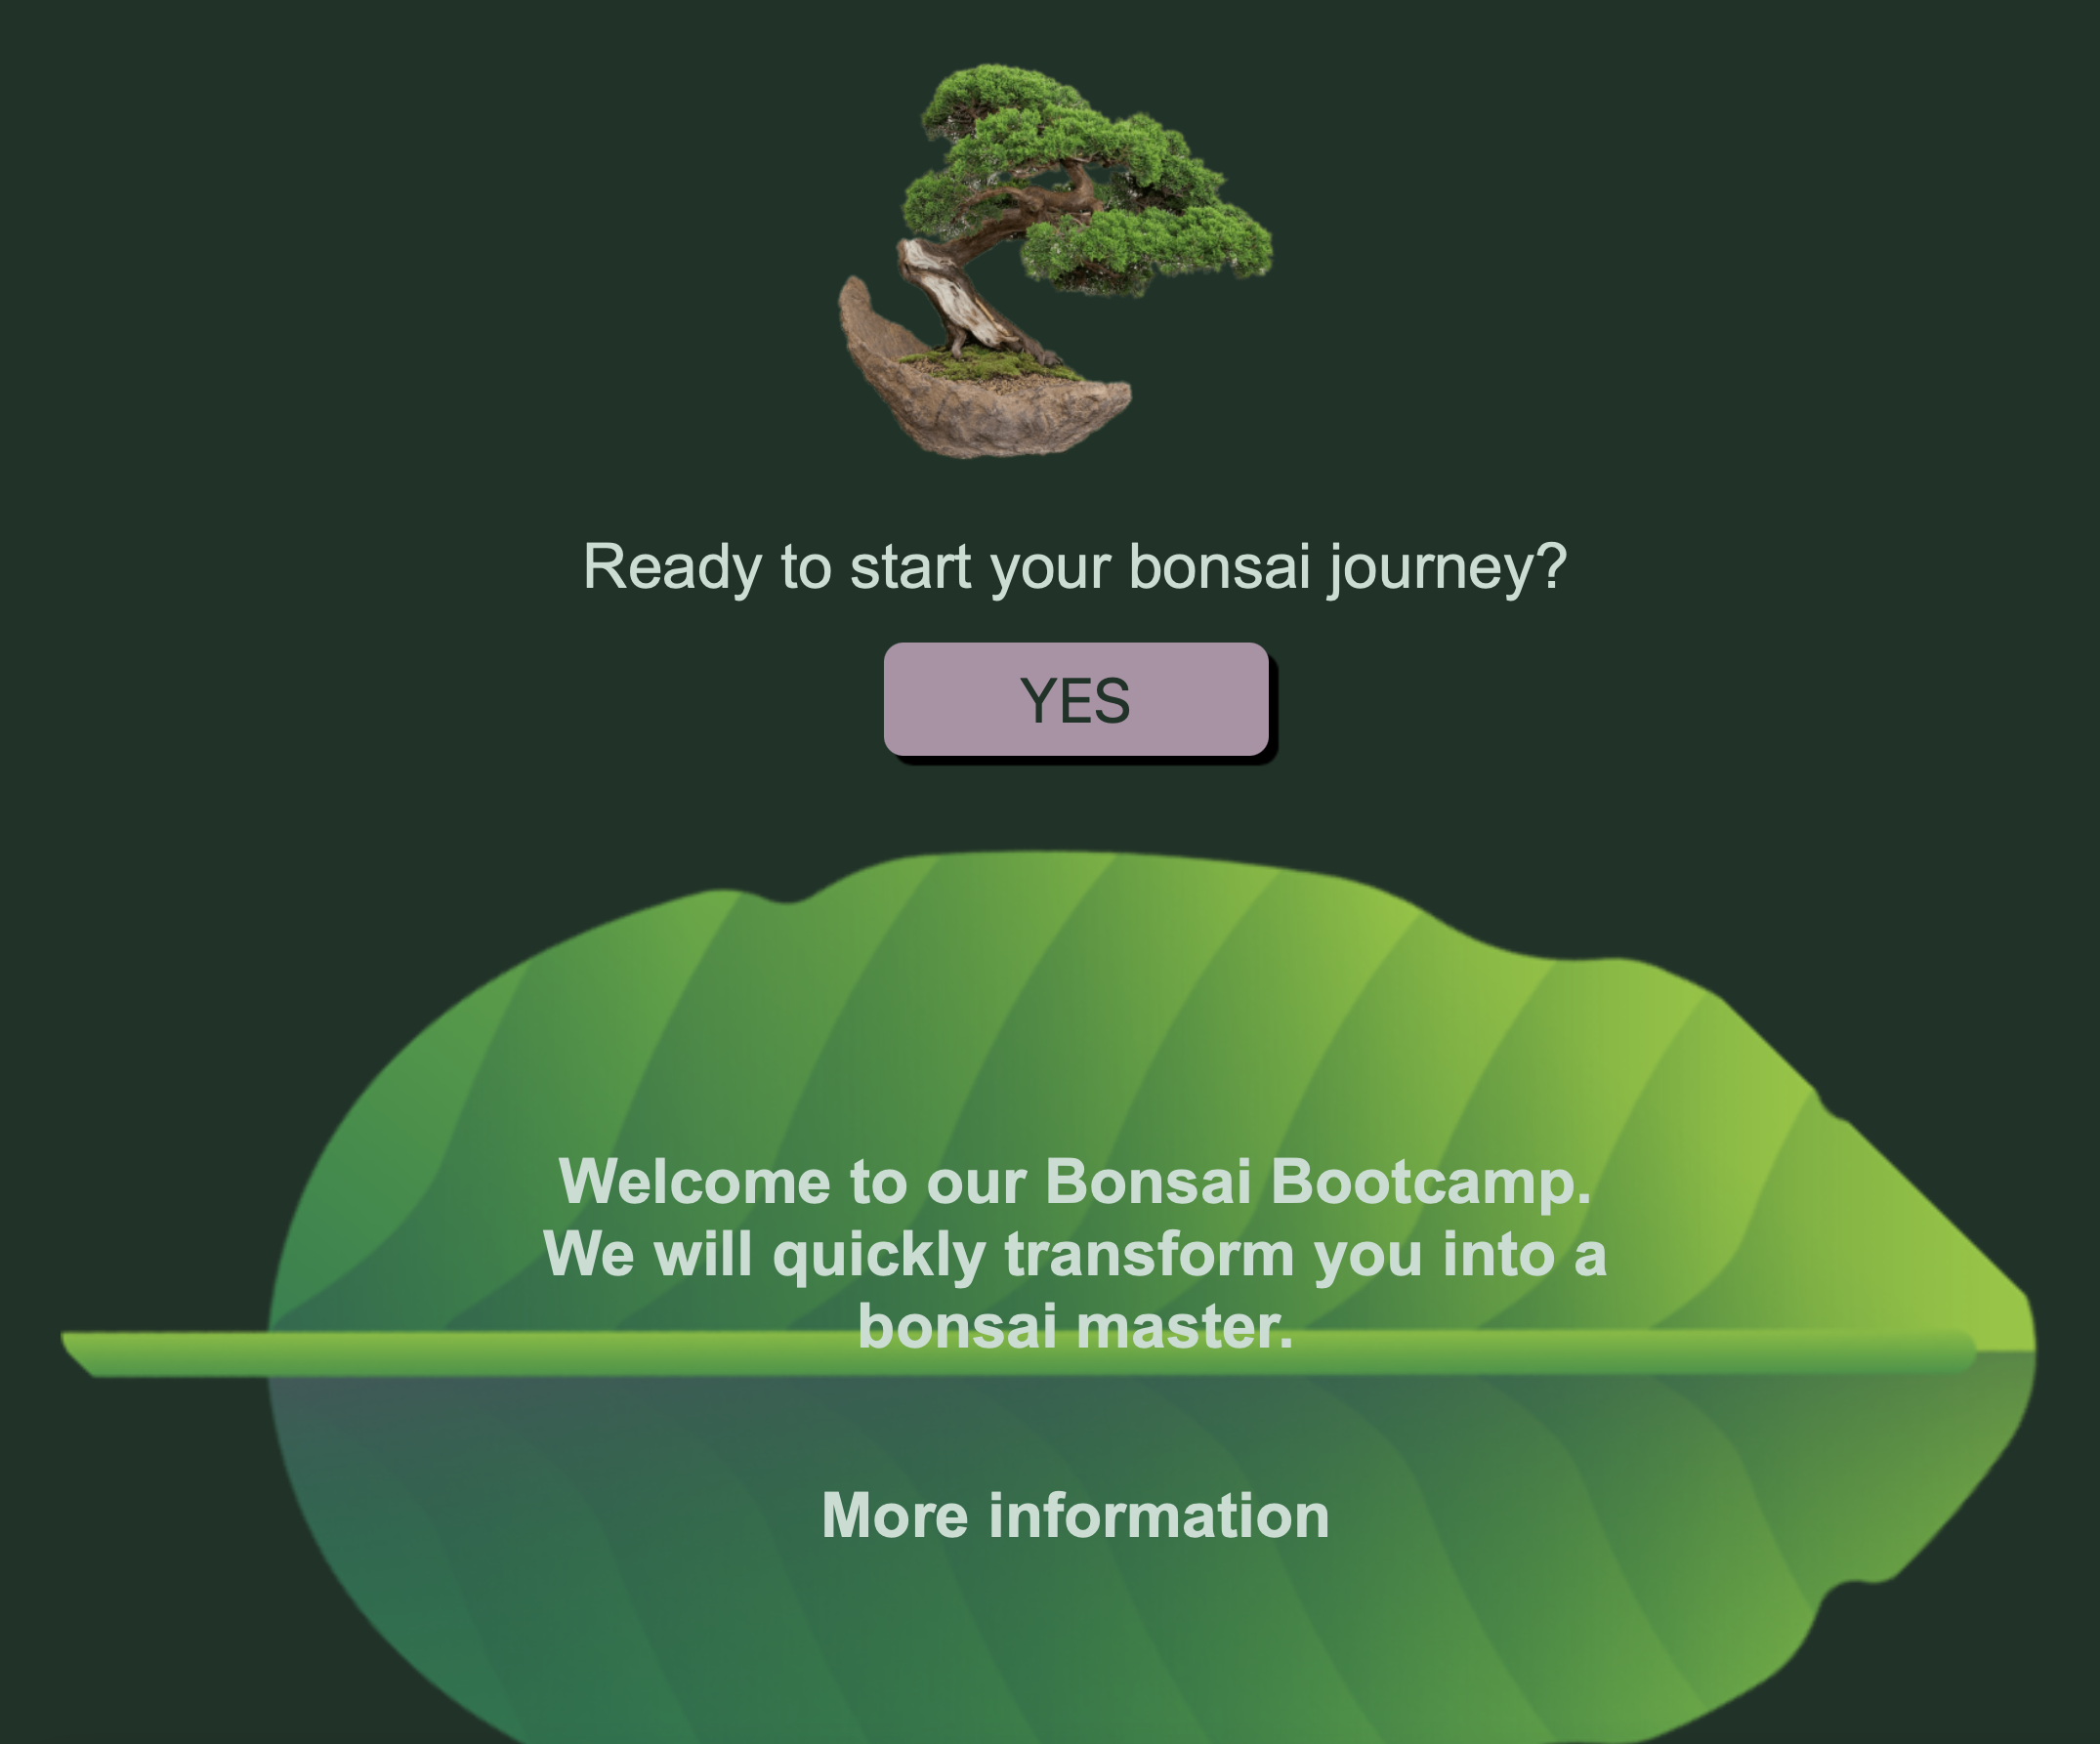 Ready to start your bonsai journey?
YES
Welcome to our Bonsai Bootcamp.
We will quickly transform you into a
bonsai master.
More information